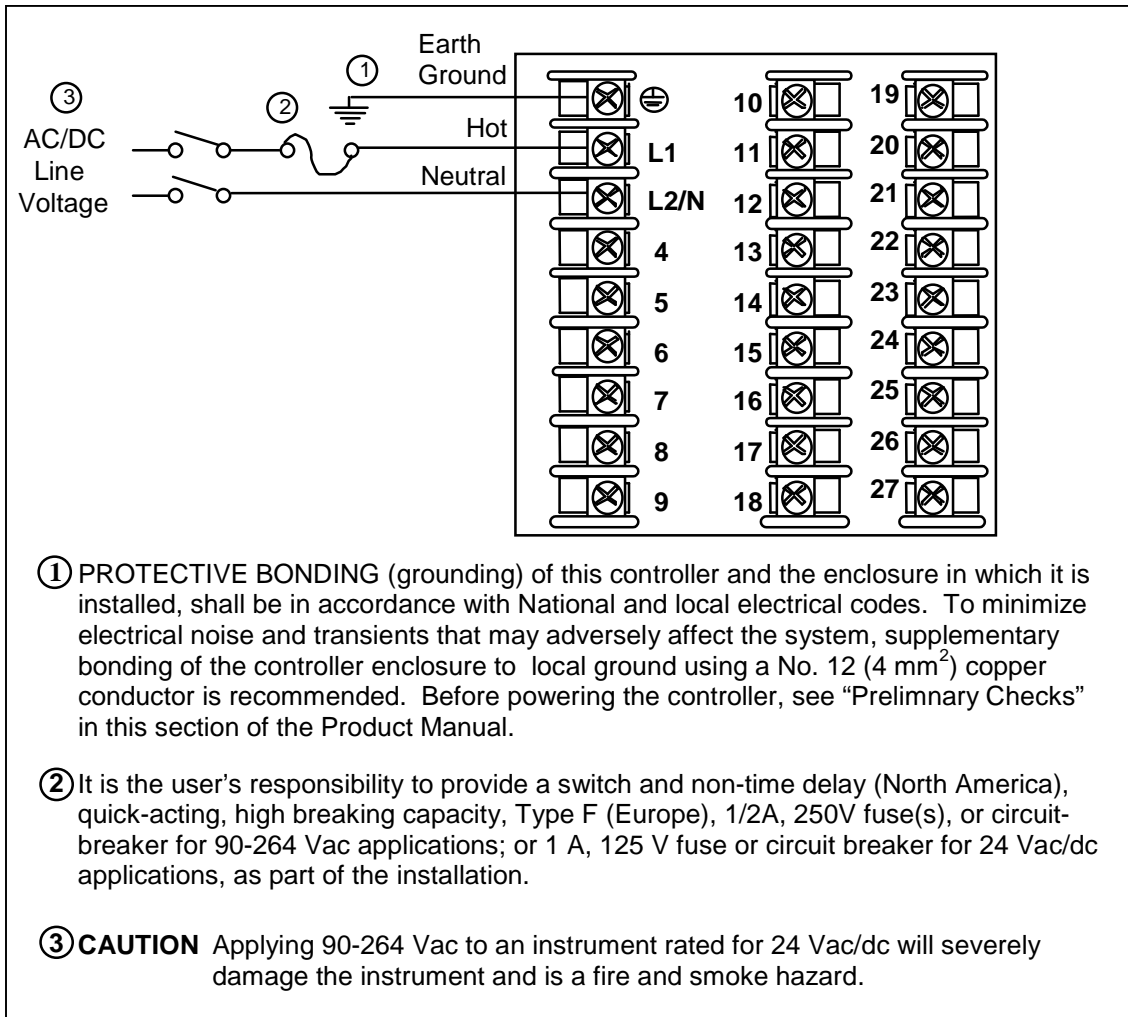 Earth
Ground
①
②
③
AC/DC
Line
Voltage
Hot
Neutral
L1
L2/N
4
5
6
7
8
9
10
11
12
13
14
15
16
17
18
19
20
21
22
23
24
25
26
27
① PROTECTIVE BONDING (grounding) of this controller and the enclosure in which it is
installed, shall be in accordance with National and local electrical codes. To minimize
electrical noise and transients that may adversely affect the system, supplementary
bonding of the controller enclosure to local ground using a No. 12 (4 mm²) copper
conductor is recommended. Before powering the controller, see “Prelimnary Checks”
in this section of the Product Manual.
② It is the user’s responsibility to provide a switch and non-time delay (North America),
quick-acting, high breaking capacity, Type F (Europe), 1/2A, 250V fuse(s), or circuit-
breaker for 90-264 Vac applications; or 1 A, 125 V fuse or circuit breaker for 24 Vac/dc
applications, as part of the installation.
③ CAUTION Applying 90-264 Vac to an instrument rated for 24 Vac/dc will severely
damage the instrument and is a fire and smoke hazard.